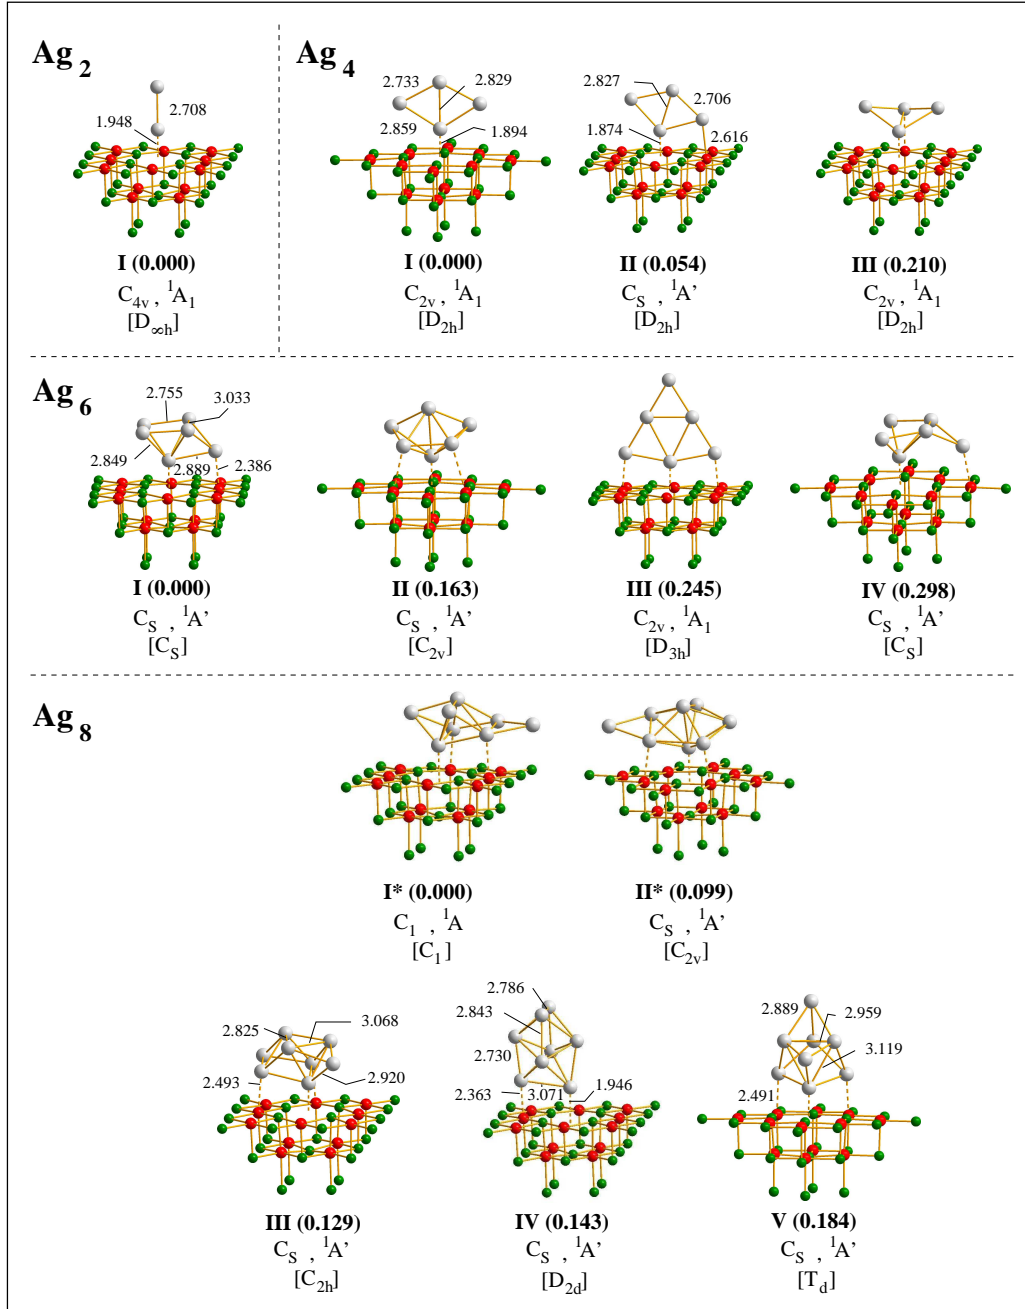 Ag2
2.708
1.948
I (0.000)
C4v , 1A1
[D∞h]
Ag4
2.733
2.829
2.859
1.894
I (0.000)
C2v , 1A1
[D2h]
2.827
2.706
1.874
2.616
II (0.054)
CS , 1A’
[D2h]
III (0.210)
C2v , 1A1
[D2h]
Ag6
2.755
3.033
2.849
2.889
2.386
I (0.000)
CS , 1A’
[CS]
II (0.163)
CS , 1A’
[C2v]
III (0.245)
C2v , 1A1
[D3h]
IV (0.298)
CS , 1A’
[CS]
Ag8
I* (0.000)
C1 , 1A
[C1]
II* (0.099)
CS , 1A’
[C2v]
2.825
3.068
2.493
2.920
III (0.129)
CS , 1A’
[C2h]
2.786
2.843
2.730
2.363
3.071
1.946
IV (0.143)
CS , 1A’
[D2d]
2.889
2.959
3.119
2.491
V (0.184)
CS , 1A’
[Td]